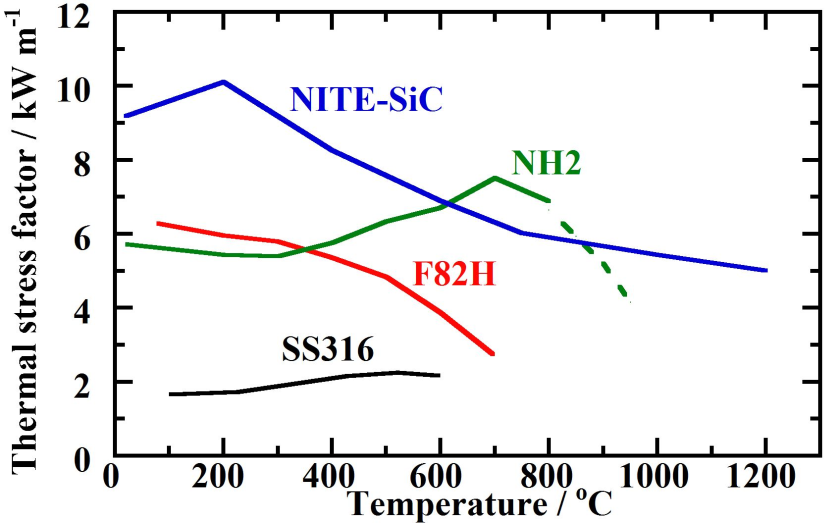 Thermal stress factor / kW m⁻¹
12
10
8
6
4
2
0
NITE-SiC
NH2
F82H
SS316
0 200 400 600 800 1000 1200
Temperature / ºC